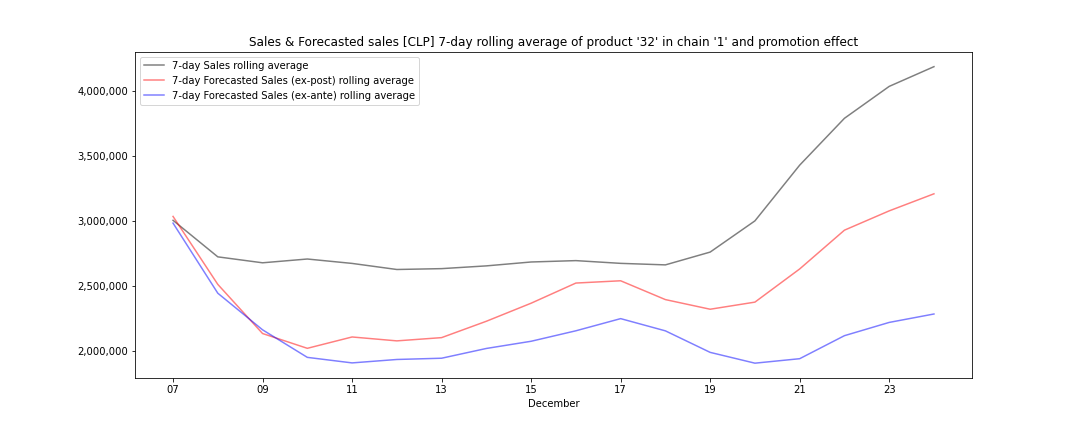 Sales & Forecasted sales [CLP] 7-day rolling average of product '32' in chain '1' and promotion effect
7-day Sales rolling average
7-day Forecasted Sales (ex-post) rolling average
7-day Forecasted Sales (ex-ante) rolling average
4,000,000
3,500,000
3,000,000
2,500,000
2,000,000
07 09 11 13 15 17 19 21 23
December